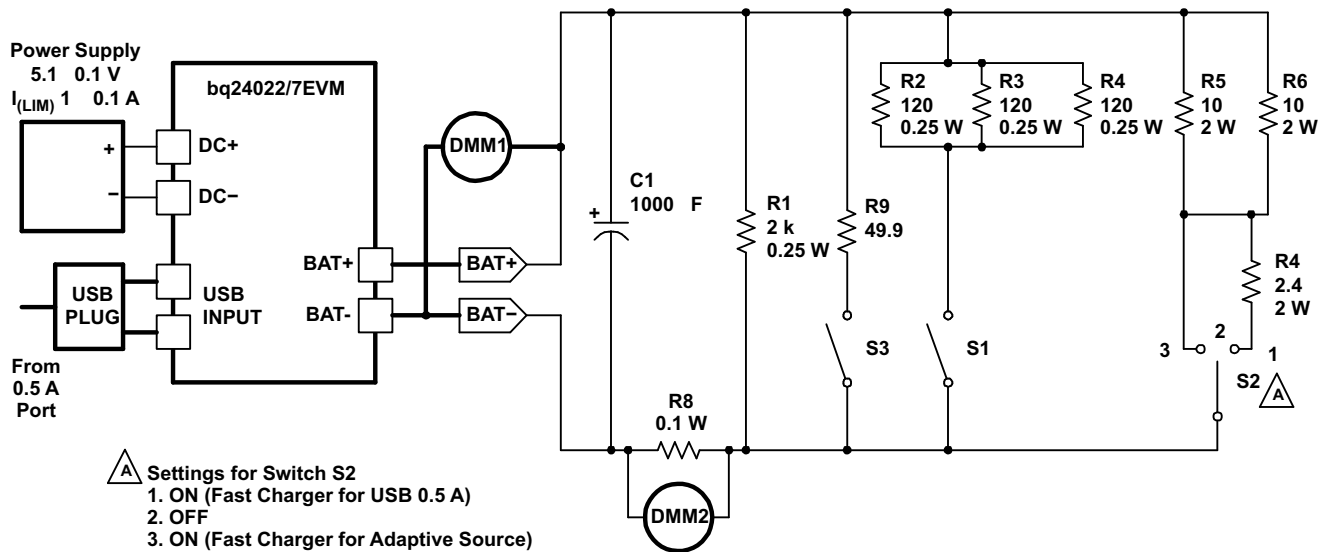 Power Supply
5.1 0.1 V
I(LIM) 1 0.1 A
+
−
bq24022/7EVM
DC+
DC−
USB
PLUG
USB
INPUT
From
0.5 A
Port
BAT+
BAT-
BAT+
BAT−
DMM1
+
C1
1000 F
R1
2 k
0.25 W
R9
49.9
S3
R2
120
0.25 W
R3
120
0.25 W
R4
120
0.25 W
S1
R5
10
2 W
R6
10
2 W
R4
2.4
2 W
3
2
1
S2
A
R8
0.1 W
DMM2
A Settings for Switch S2
1. ON (Fast Charger for USB 0.5 A)
2. OFF
3. ON (Fast Charger for Adaptive Source)